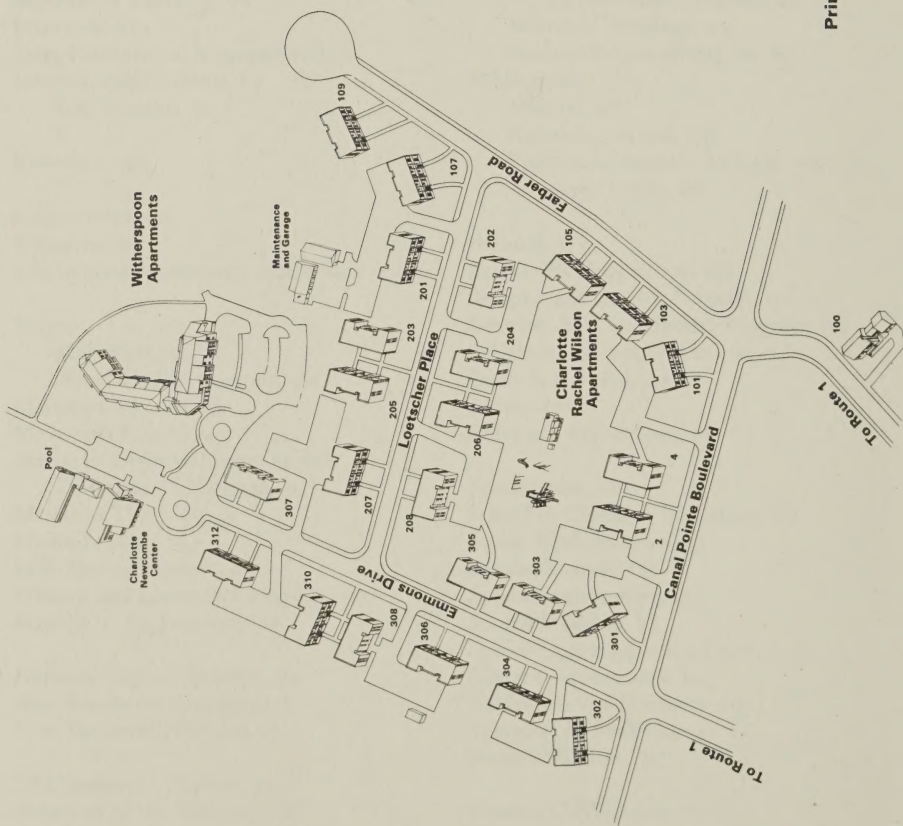 Prin
109
107
Witherspoon
Apartments
Maintenance
and Garage
Farber Road
202
105
201
203
204
103
100
Pool
205
Loetscher Place
Charlotte
Rachel Wilson
Apartments
101
To Route 1
206
307
207
208
4
Charlotte
Newcombe
Center
312
305
2
Canal Pointe Boulevard
310
Emmons Drive
303
308
301
306
304
302
To Route 1